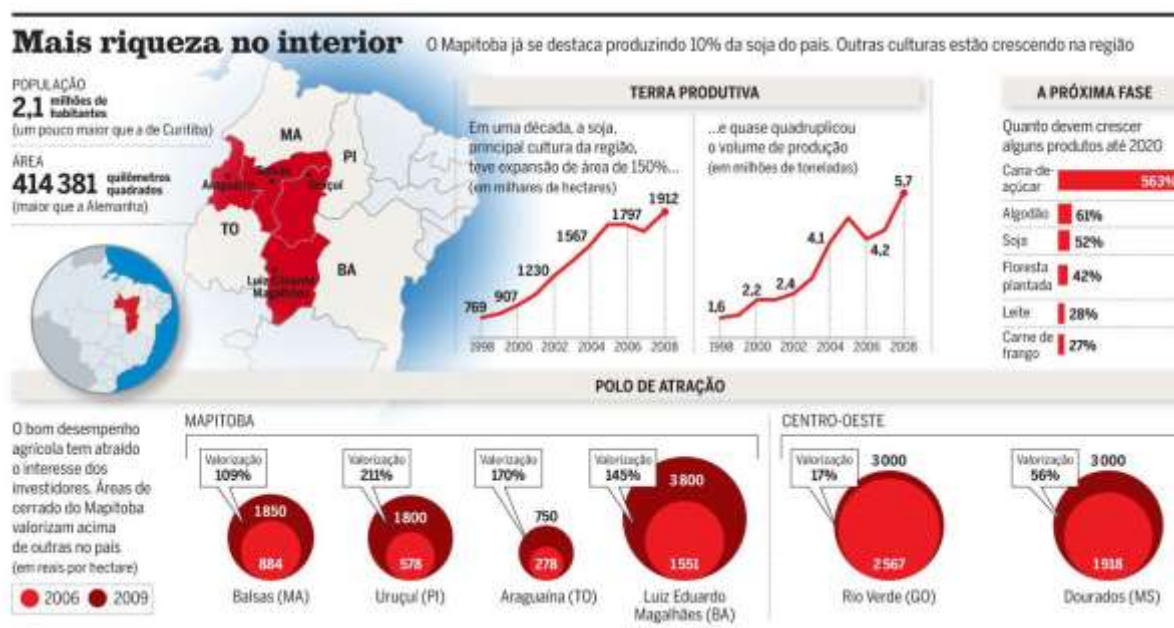 Mais riqueza no interior
O Mapitoba já se destaca produzindo 10% da soja do país. Outras culturas estão crescendo na região
POPULAÇÃO
2,1 milhões de habitantes
(um pouco maior que a de Curitiba)
ÁREA
414 381 quilômetros quadrados
(maior que a Alemanha)
MA
PI
Balsas
Araguaína
Uruçuí
TO
BA
Luiz Eduardo
Magalhães
TERRA PRODUTIVA
Em uma década, a soja,
principal cultura da região,
teve expansão de área de 150%...
(em milhares de hectares)
1912
1797
1567
1230
907
769
1998 2000 2002 2004 2006 2008
...e quase quadruplicou
o volume de produção
(em milhões de toneladas)
5,7
4,1
4,2
2,2
2,4
1,6
1998 2000 2002 2004 2006 2008
A PRÓXIMA FASE
Quanto devem crescer
alguns produtos até 2020
Cana-de-
açúcar
563%
Algodão 61%
Soja 52%
Floresta
plantada
42%
Leite 28%
Carne de
frango
27%
POLO DE ATRAÇÃO
O bom desempenho
agrícola tem atraído
o interesse dos
investidores. Áreas de
cerrado do Mapitoba
valorizam acima
de outras no país
(em reais por hectare)
2006 2009
MAPITOBA
Valorização
109%
1850
884
Balsas (MA)
Valorização
211%
1800
578
Uruçuí (PI)
Valorização
170%
750
278
Araguaína (TO)
Valorização
145%
3800
1551
Luiz Eduardo
Magalhães (BA)
CENTRO-OESTE
Valorização
17%
3000
2567
Rio Verde (GO)
Valorização
56%
3000
1918
Dourados (MS)